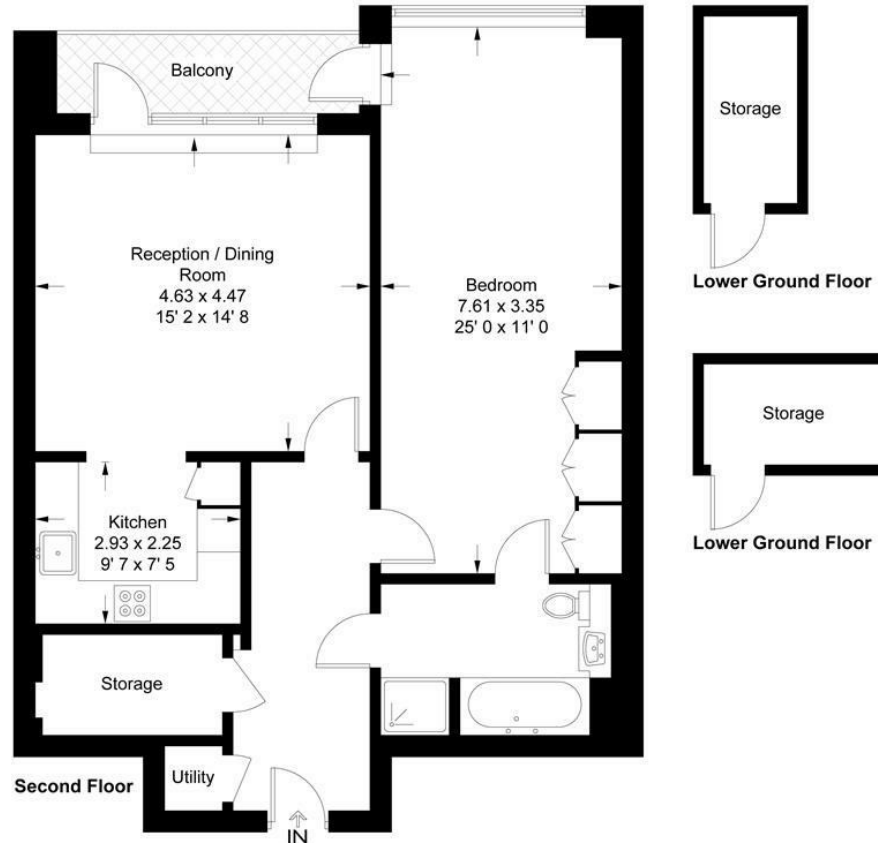 Balcony
Storage
Lower Ground Floor
Reception / Dining
Room
4.63 x 4.47
15' 2 x 14' 8
Bedroom
7.61 x 3.35
25' 0 x 11' 0
Storage
Lower Ground Floor
Kitchen
2.93 x 2.25
9' 7 x 7' 5
Storage
Second Floor
Utility
IN